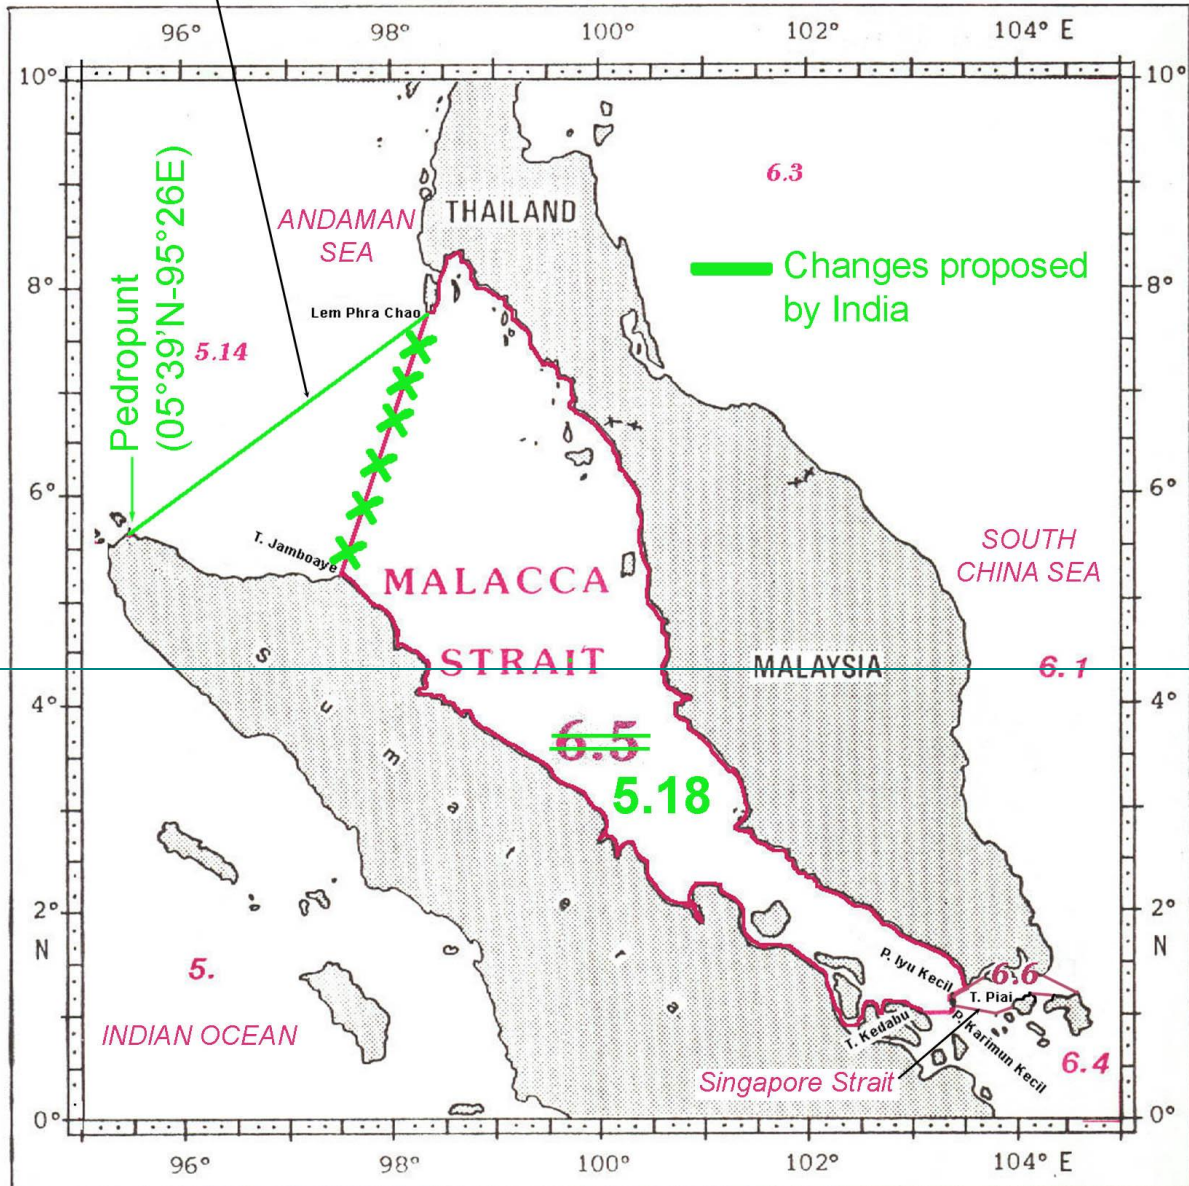 96° 98° 100° 102° 104° E
10° 10°
6.3
THAILAND
ANDAMAN
SEA
Changes proposed
by India
8° 8°
Lem Phra Chao
5.14
Pedropunt
(05°39'N-95°26E)
6° 6°
T. Jamboaye
SOUTH
CHINA SEA
MALACCA
STRAIT
MALAYSIA
6.1
Sumatera
4° 4°
6.5
5.18
2° 2°
N N
P. Iyu Kecil
6.6
5.
T. Piai
T. Kedabu
P. Karimun Kecil
INDIAN OCEAN
6.4
Singapore Strait
0° 0°
96° 98° 100° 102° 104° E